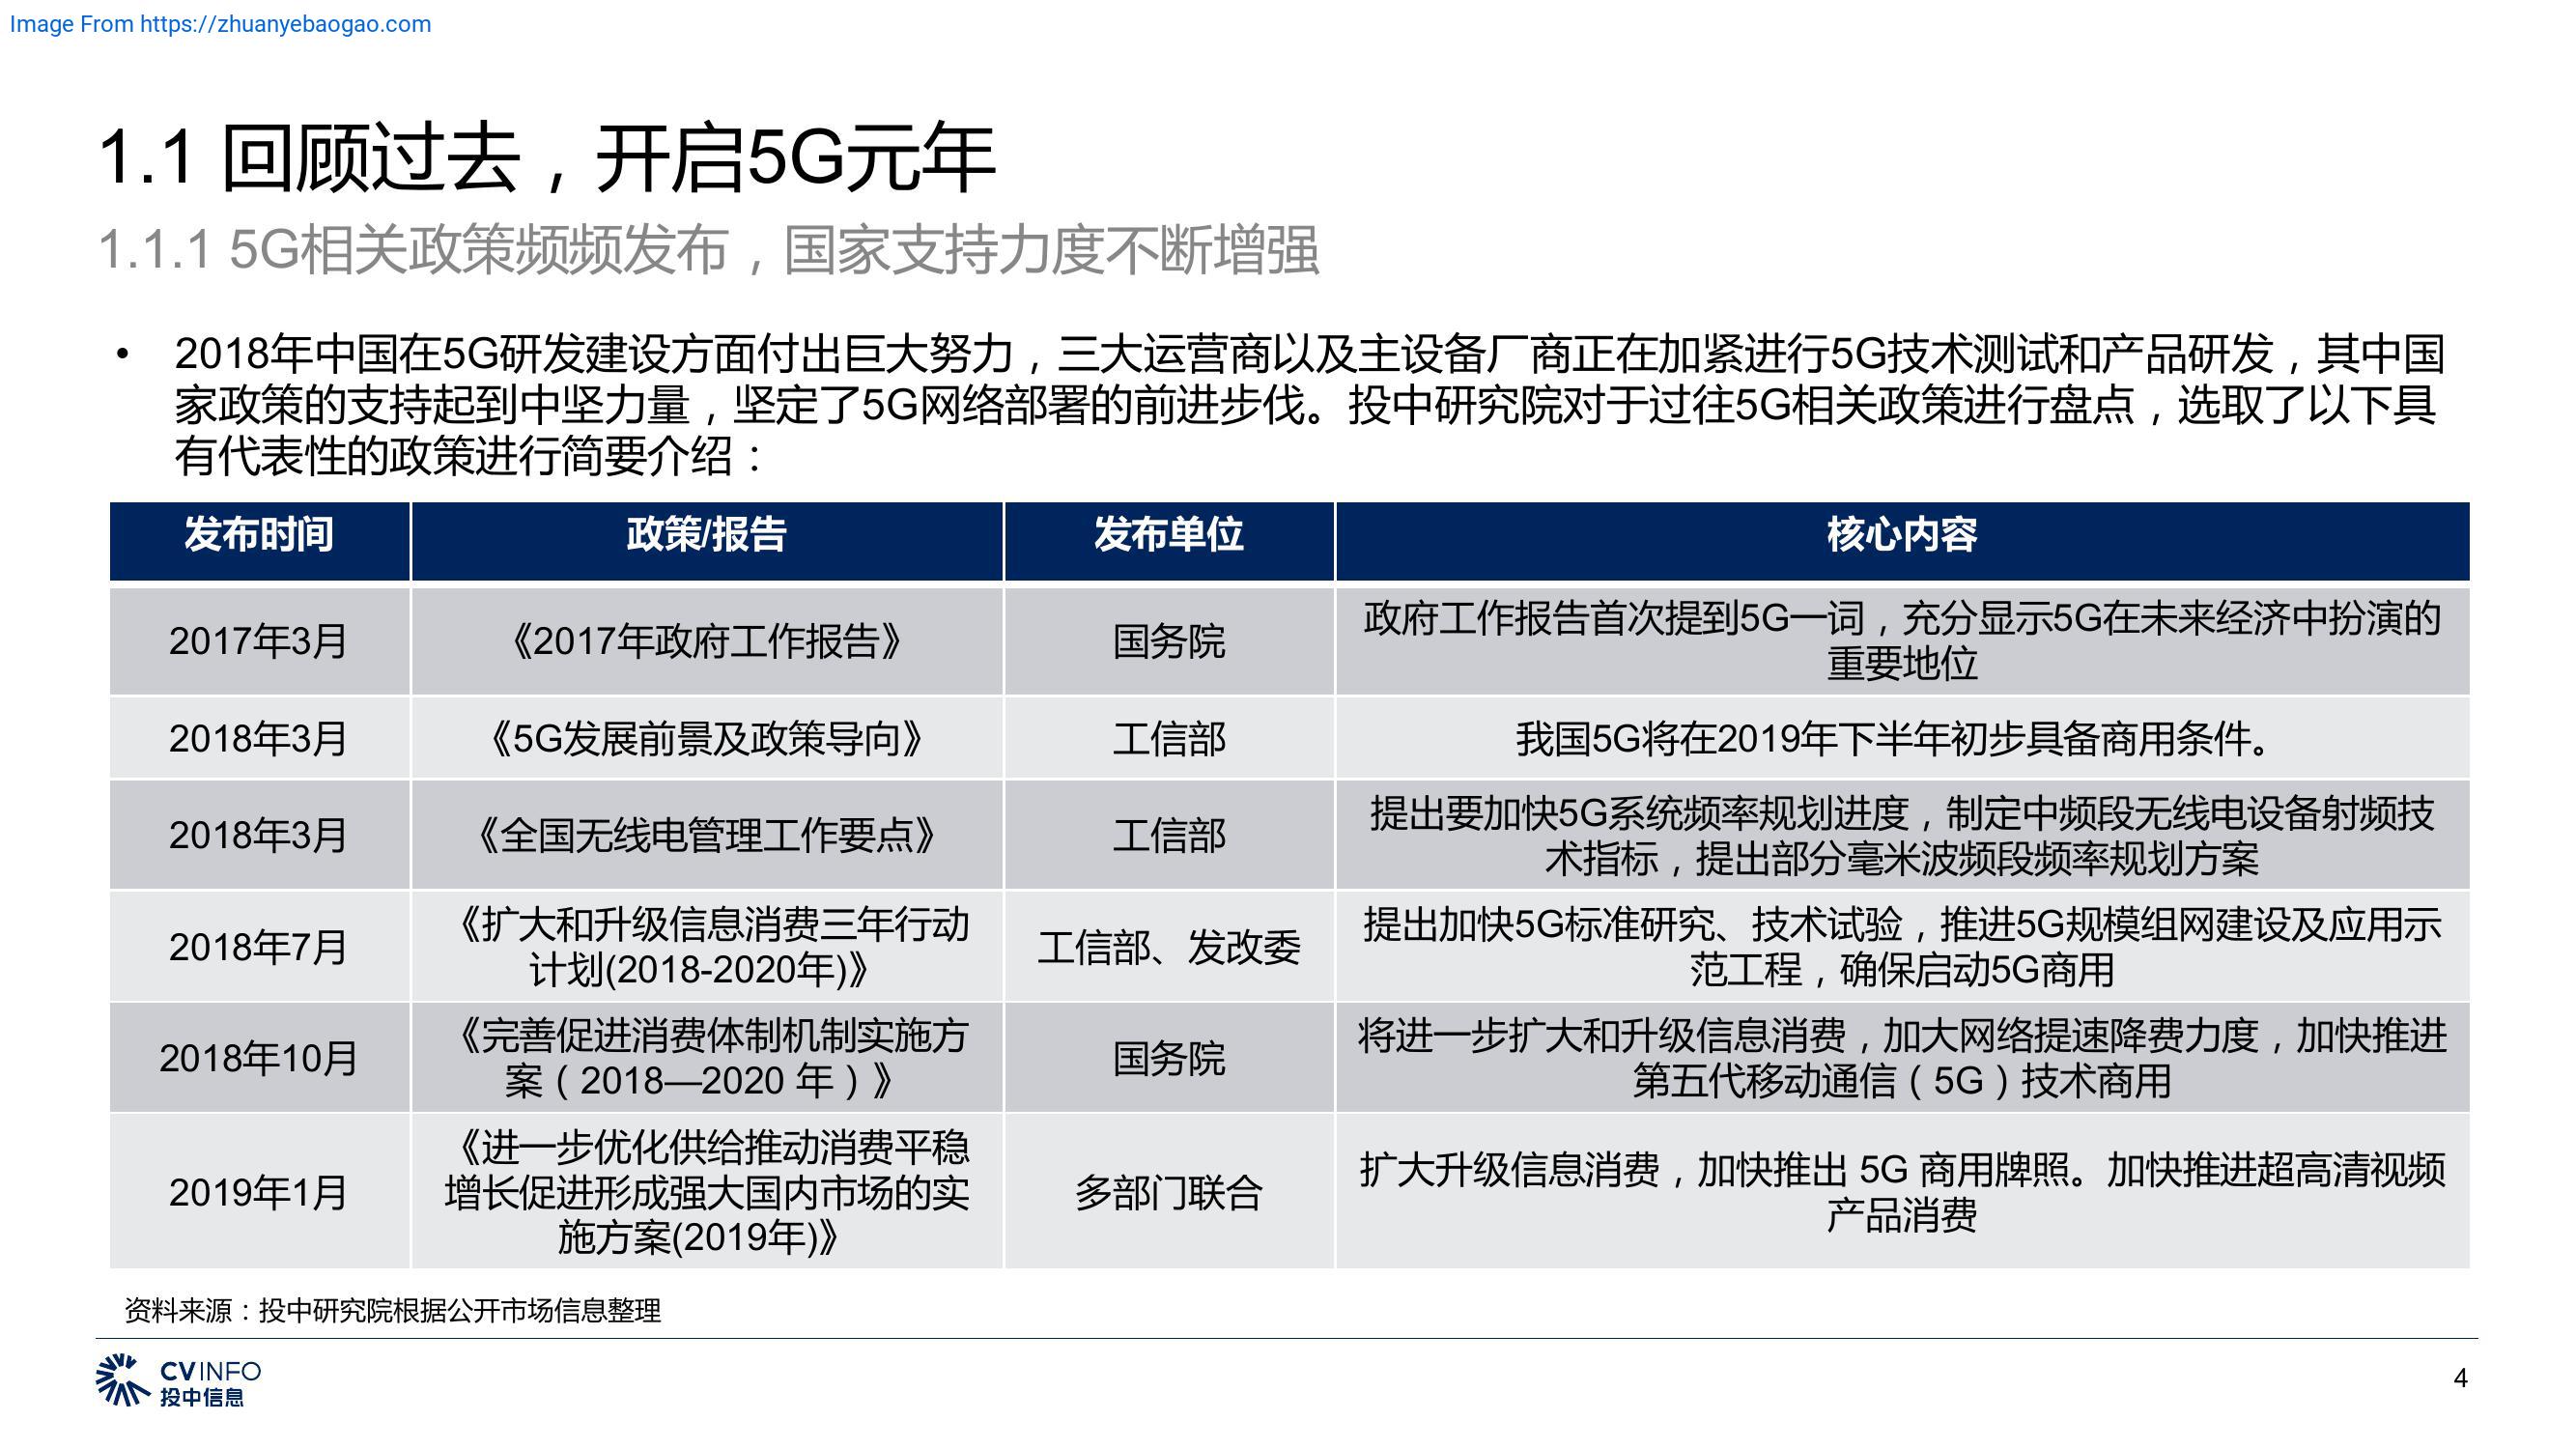 Image From https://zhuanyebaogao.com
1.1 回顾过去，开启5G元年
1.1.1 5G相关政策频频发布，国家支持力度不断增强
• 2018年中国在5G研发建设方面付出巨大努力，三大运营商以及主设备厂商正在加紧进行5G技术测试和产品研发，其中国
家政策的支持起到中坚力量，坚定了5G网络部署的前进步伐。投中研究院对于过往5G相关政策进行盘点，选取了以下具
有代表性的政策进行简要介绍：
发布时间 政策/报告 发布单位 核心内容
2017年3月 《2017年政府工作报告》 国务院 政府工作报告首次提到5G一词，充分显示5G在未来经济中扮演的
重要地位
2018年3月 《5G发展前景及政策导向》 工信部 我国5G将在2019年下半年初步具备商用条件。
2018年3月 《全国无线电管理工作要点》 工信部 提出要加快5G系统频率规划进度，制定中频段无线电设备射频技
术指标，提出部分毫米波频段频率规划方案
2018年7月 《扩大和升级信息消费三年行动
计划(2018-2020年)》 工信部、发改委 提出加快5G标准研究、技术试验，推进5G规模组网建设及应用示
范工程，确保启动5G商用
2018年10月 《完善促进消费体制机制实施方
案（2018—2020 年）》 国务院 将进一步扩大和升级信息消费，加大网络提速降费力度，加快推进
第五代移动通信（5G）技术商用
2019年1月 《进一步优化供给推动消费平稳
增长促进形成强大国内市场的实
施方案(2019年)》 多部门联合 扩大升级信息消费，加快推出 5G 商用牌照。加快推进超高清视频
产品消费
资料来源：投中研究院根据公开市场信息整理
CVINFO
投中信息
4